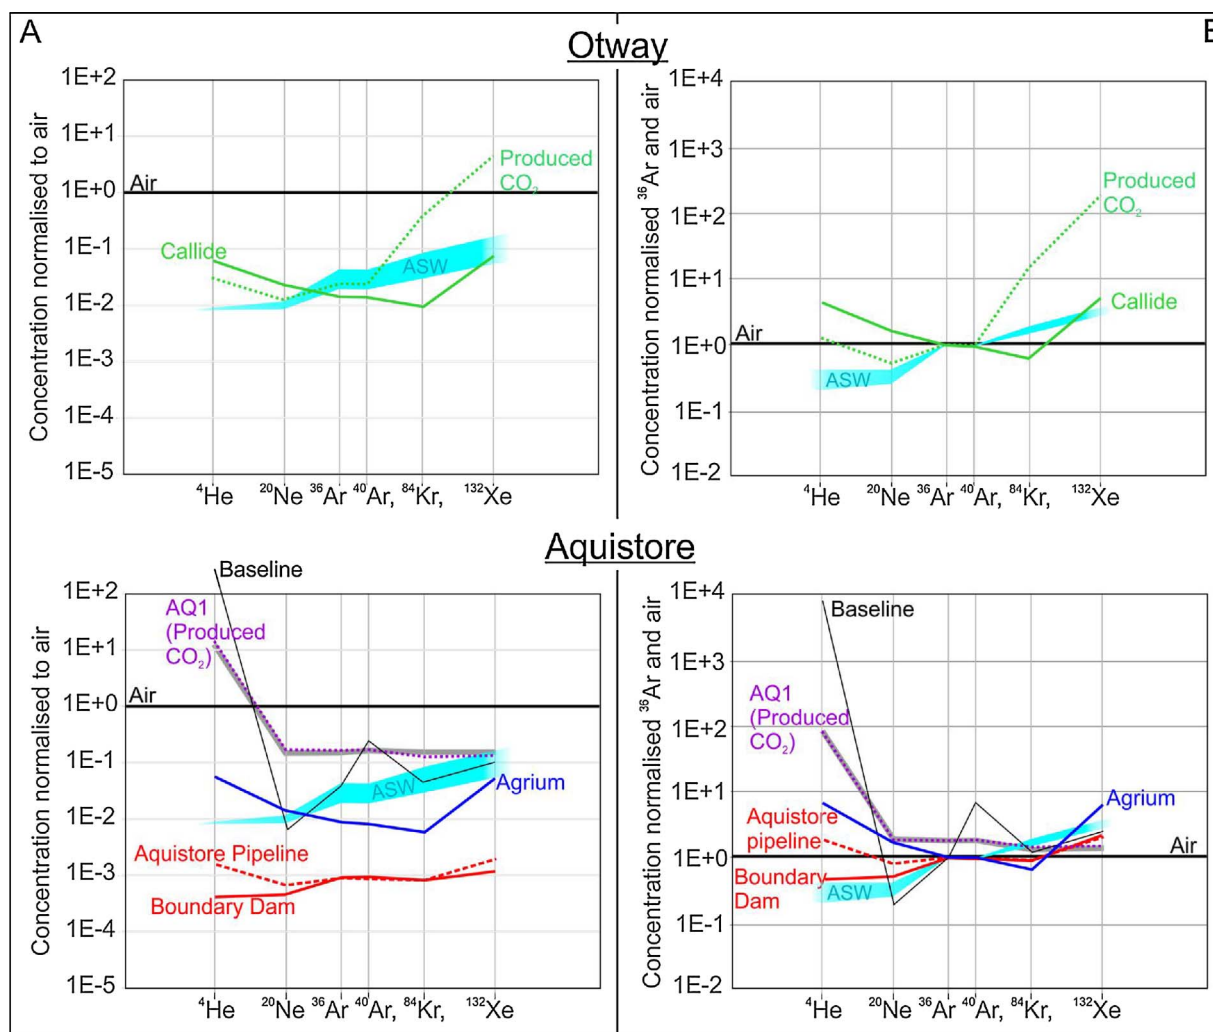 A
B
Otway
Concentration normalised to air
1E+2
1E+1
1E+0
1E-1
1E-2
1E-3
1E-4
1E-5
Air
Produced
CO₂
Callide
ASW
⁴He ²⁰Ne ³⁶Ar ⁴⁰Ar, ⁸⁴Kr, ¹³²Xe
Concentration normalised ³⁶Ar and air
1E+4
1E+3
1E+2
1E+1
1E+0
1E-1
1E-2
Air
Produced
CO₂
Callide
ASW
⁴He ²⁰Ne ³⁶Ar ⁴⁰Ar, ⁸⁴Kr, ¹³²Xe
Aquistore
Concentration normalised to air
1E+2
1E+1
1E+0
1E-1
1E-2
1E-3
1E-4
1E-5
Baseline
AQ1
(Produced
CO₂)
Air
ASW
Agrium
Aquistore Pipeline
Boundary Dam
⁴He ²⁰Ne ³⁶Ar ⁴⁰Ar, ⁸⁴Kr, ¹³²Xe
Concentration normalised ³⁶Ar and air
1E+4
1E+3
1E+2
1E+1
1E+0
1E-1
1E-2
Baseline
AQ1
(Produced
CO₂)
Agrium
Aquistore
pipeline
Air
Boundary
Dam
ASW
⁴He ²⁰Ne ³⁶Ar ⁴⁰Ar, ⁸⁴Kr, ¹³²Xe